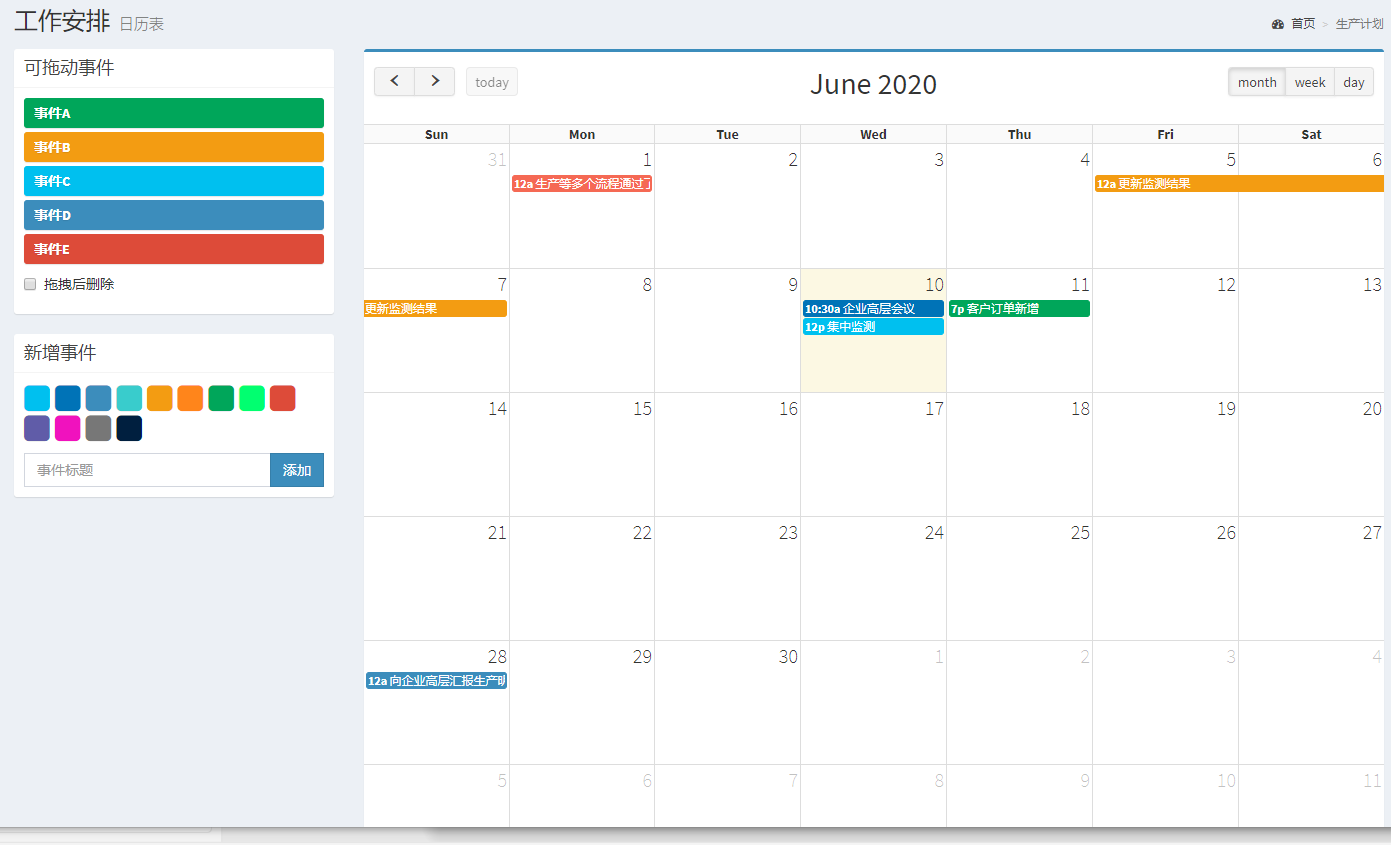 工作安排 日历表
首页 > 生产计划
可拖动事件
事件A
事件B
事件C
事件D
事件E
拖拽后删除
新增事件
事件标题 添加
today June 2020 month week day
Sun Mon Tue Wed Thu Fri Sat
31 1 2 3 4 5 6
12a 生产等多个流程通过了 12a 更新监测结果
7 8 9 10 11 12 13
更新监测结果 10:30a 企业高层会议 7p 客户订单新增
12p 集中监测
14 15 16 17 18 19 20
21 22 23 24 25 26 27
28 29 30 1 2 3 4
12a 向企业高层汇报生产
5 6 7 8 9 10 11